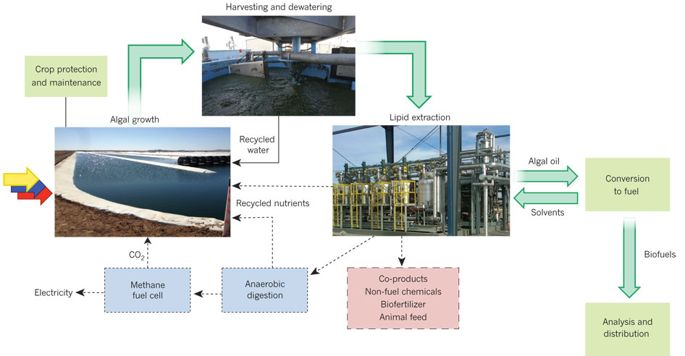 Harvesting and dewatering
Crop protection
and maintenance
Algal growth
Lipid extraction
Recycled
water
Algal oil
Conversion
to fuel
Solvents
Recycled nutrients
CO₂
Biofuels
Electricity
Methane
fuel cell
Anaerobic
digestion
Co-products
Non-fuel chemicals
Biofertilizer
Animal feed
Analysis and
distribution